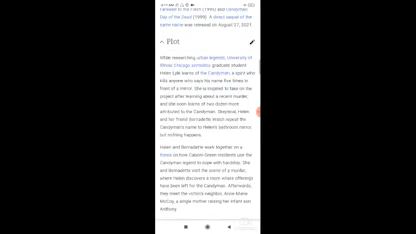 Farewell to the Flesh (1995) and Candyman:
Day of the Dead (1999). A direct sequel of the
same name was released on August 27, 2021.
Plot
While researching urban legends, University of
Illinois Chicago semiotics graduate student
Helen Lyle learns of the Candyman, a spirit who
kills anyone who says his name five times in
front of a mirror. She is inspired to take on the
project after learning about a recent murder,
and she soon learns of two dozen more
attributed to the Candyman. Skeptical, Helen
and her friend Bernadette Walsh repeat the
Candyman's name to Helen's bathroom mirror,
but nothing happens.
Helen and Bernadette work together on a
thesis on how Cabrini-Green residents use the
Candyman legend to cope with hardship. She
and Bernadette visit the scene of a murder,
where Helen discovers a room where offerings
have been left for the Candyman. Afterwards,
they meet the victim's neighbor, Anne-Marie
McCoy, a single mother raising her infant son
Anthony.